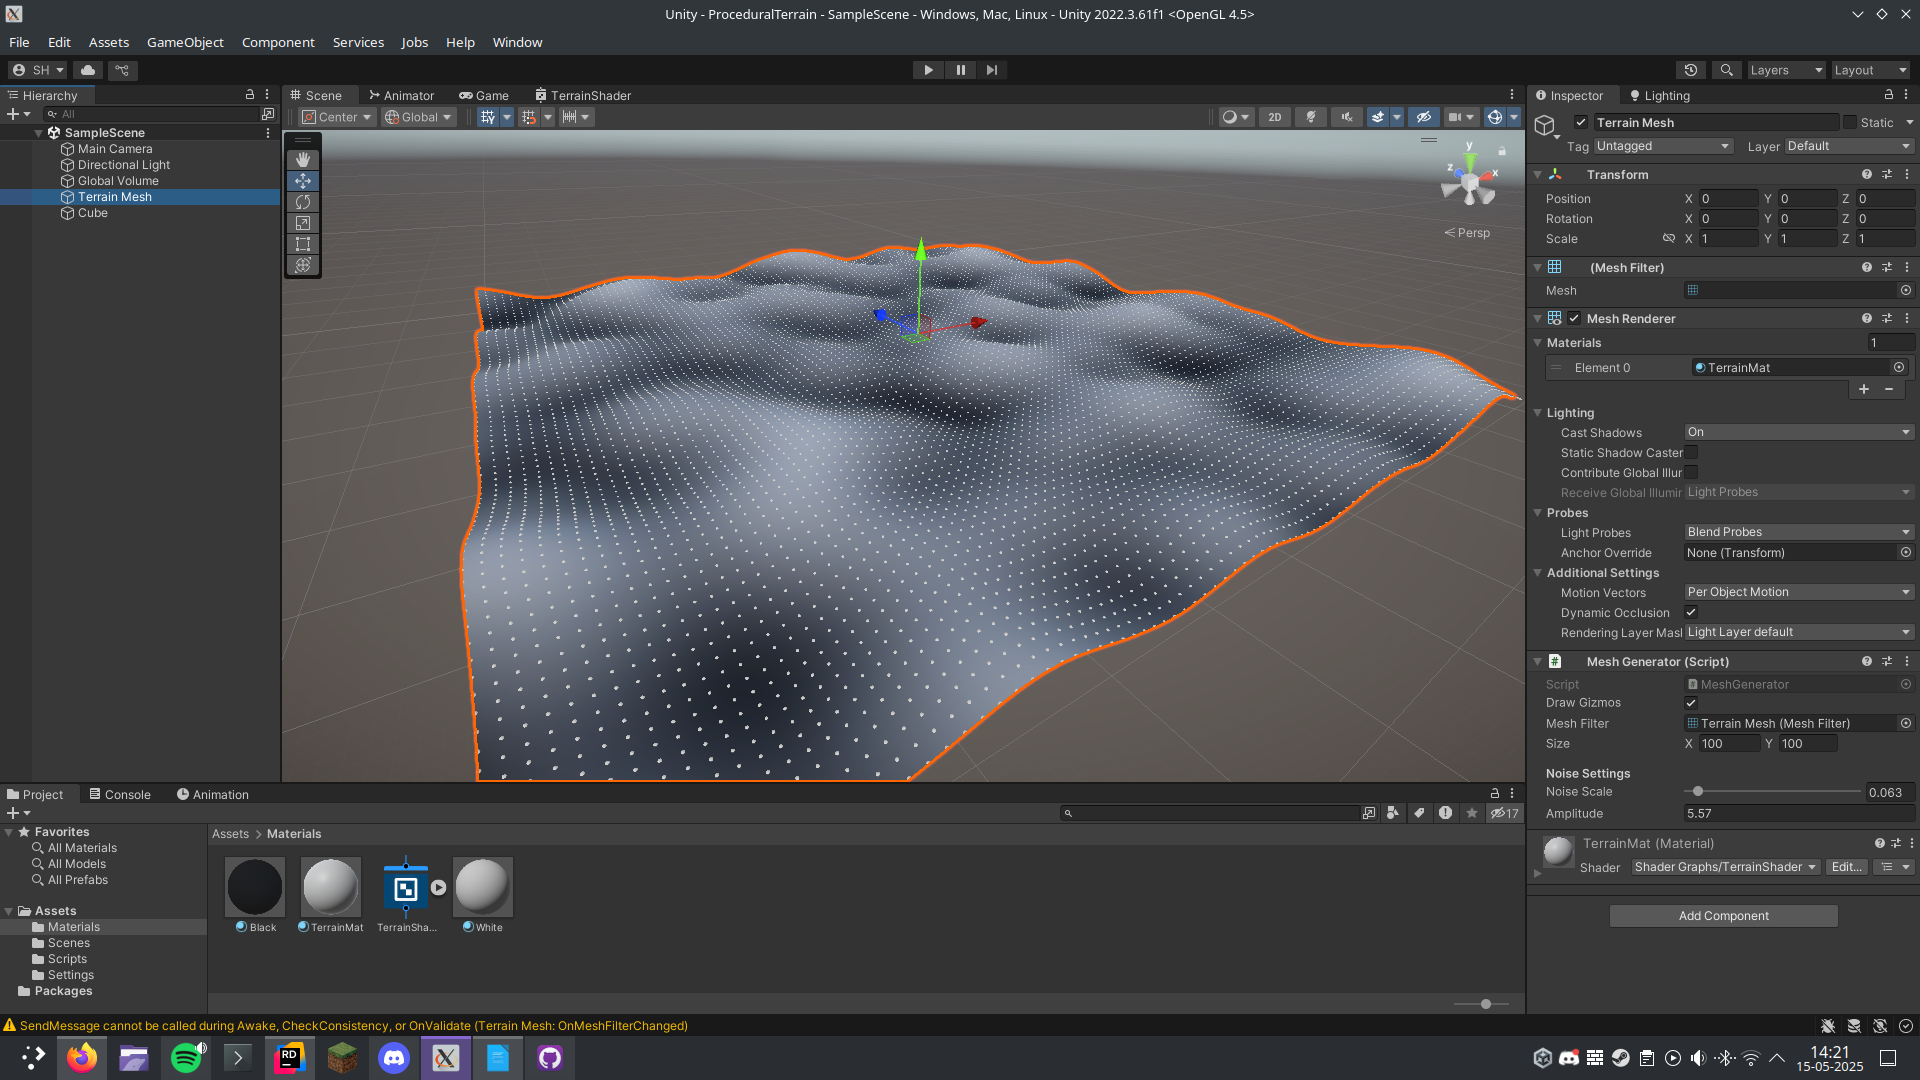 Unity - ProceduralTerrain - SampleScene - Windows, Mac, Linux - Unity 2022.3.61f1 <OpenGL 4.5>
File Edit Assets GameObject Component Services Jobs Help Window
SH
Layers Layout
Hierarchy
All
SampleScene
Main Camera
Directional Light
Global Volume
Terrain Mesh
Cube
Scene Animator Game TerrainShader
Center Global 2D
y
z x
Persp
Inspector Lighting
Terrain Mesh Static
Tag Untagged Layer Default
Transform
Position X 0 Y 0 Z 0
Rotation X 0 Y 0 Z 0
Scale X 1 Y 1 Z 1
(Mesh Filter)
Mesh
Mesh Renderer
Materials 1
Element 0 TerrainMat
Lighting
Cast Shadows On
Static Shadow Caster
Contribute Global Illur
Receive Global Illumir Light Probes
Probes
Light Probes Blend Probes
Anchor Override None (Transform)
Additional Settings
Motion Vectors Per Object Motion
Dynamic Occlusion
Rendering Layer Masl Light Layer default
# Mesh Generator (Script)
Script MeshGenerator
Draw Gizmos
Mesh Filter Terrain Mesh (Mesh Filter)
Size X 100 Y 100
Noise Settings
Noise Scale 0.063
Amplitude 5.57
TerrainMat (Material)
Shader Shader Graphs/TerrainShader Edit...
Add Component
Project Console Animation
17
Favorites
All Materials
All Models
All Prefabs
Assets
Materials
Scenes
Scripts
Settings
Packages
Assets > Materials
Black TerrainMat TerrainSha... White
SendMessage cannot be called during Awake, CheckConsistency, or OnValidate (Terrain Mesh: OnMeshFilterChanged)
RD
14:21
15-05-2025